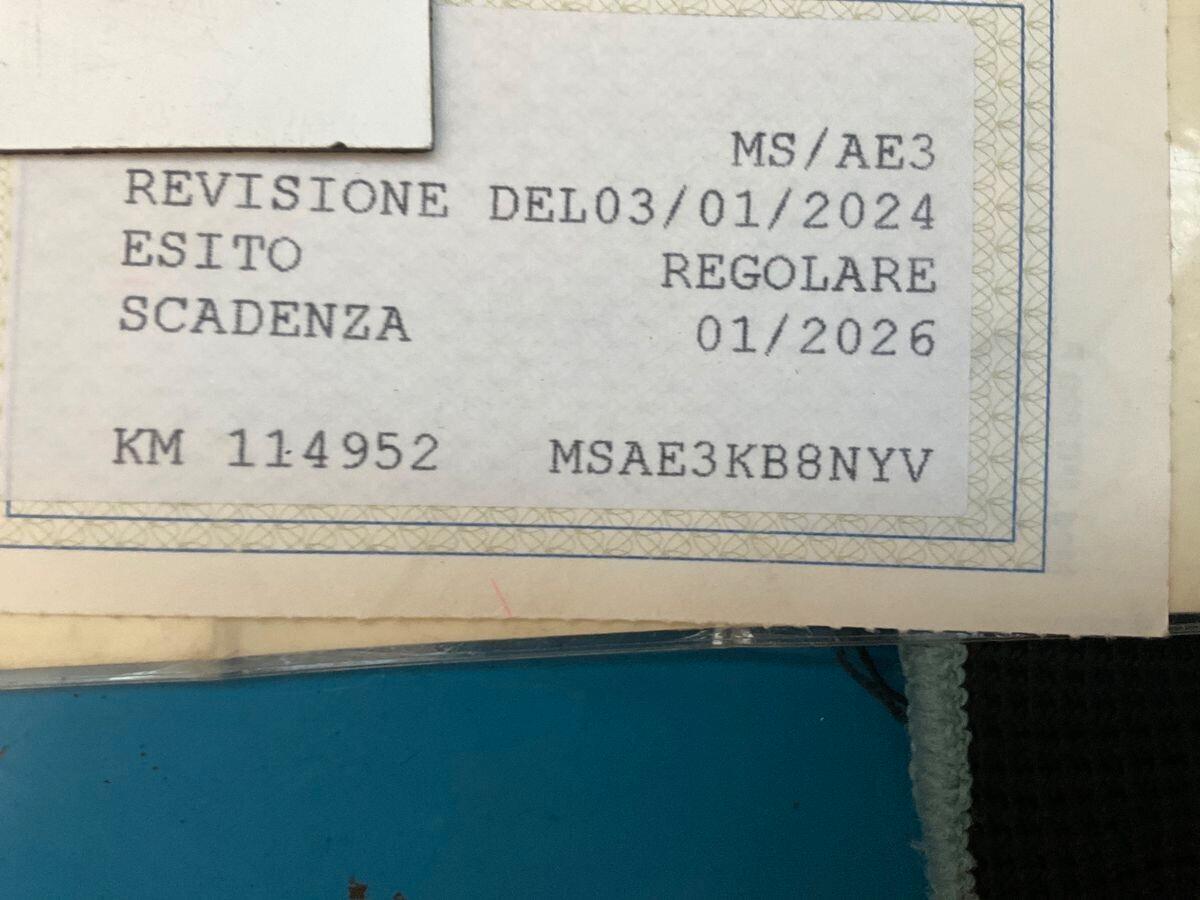 MS/AE3
REVISIONE DEL03/01/2024
ESITO REGOLARE
SCADENZA 01/2026
KM 114952 MSAE3KB8NYV